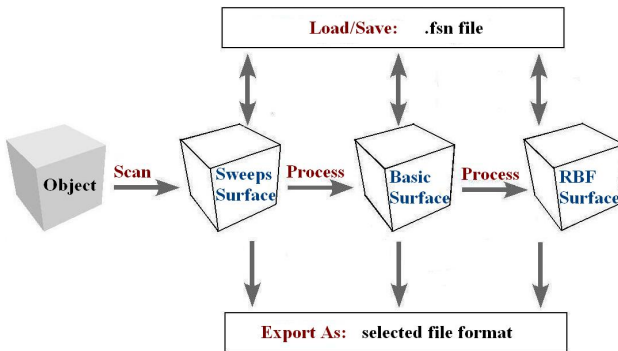 Load/Save: .fsn file
Object
Scan
Sweeps
Surface
Process
Basic
Surface
Process
RBF
Surface
Export As: selected file format